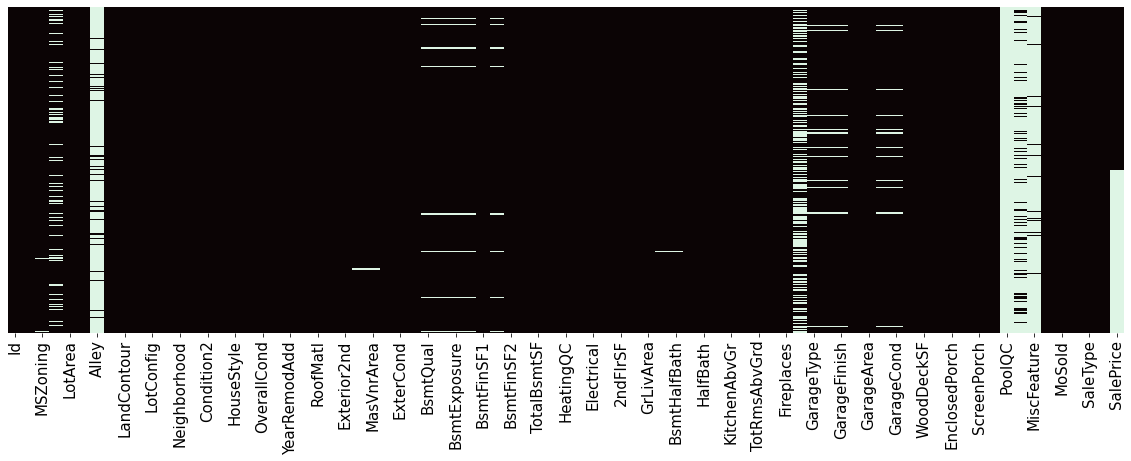 Id
MSZoning
LotArea
Alley
LandContour
LotConfig
Neighborhood
Condition2
HouseStyle
OverallCond
YearRemodAdd
RoofMatl
Exterior2nd
MasVnrArea
ExterCond
BsmtQual
BsmtExposure
BsmtFinSF1
BsmtFinSF2
TotalBsmtSF
HeatingQC
Electrical
2ndFlrSF
GrLivArea
BsmtHalfBath
HalfBath
KitchenAbvGr
TotRmsAbvGrd
Fireplaces
GarageType
GarageFinish
GarageArea
GarageCond
WoodDeckSF
EnclosedPorch
ScreenPorch
PoolQC
MiscFeature
MoSold
SaleType
SalePrice